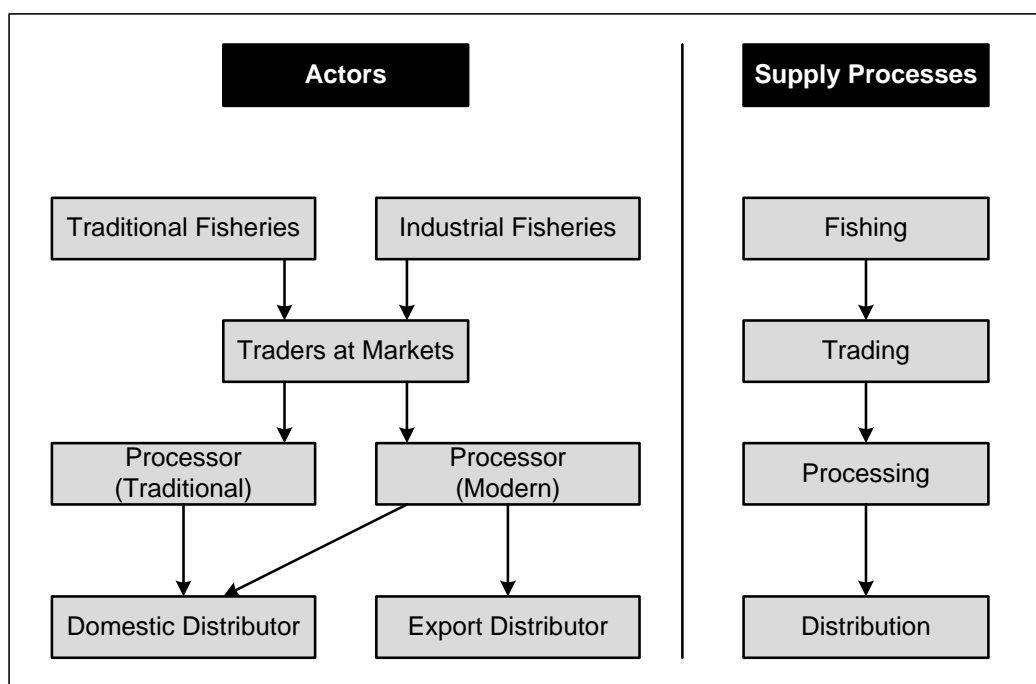 Actors
Supply Processes
Traditional Fisheries
Industrial Fisheries
Fishing
Traders at Markets
Trading
Processor
(Traditional)
Processor
(Modern)
Processing
Domestic Distributor
Export Distributor
Distribution